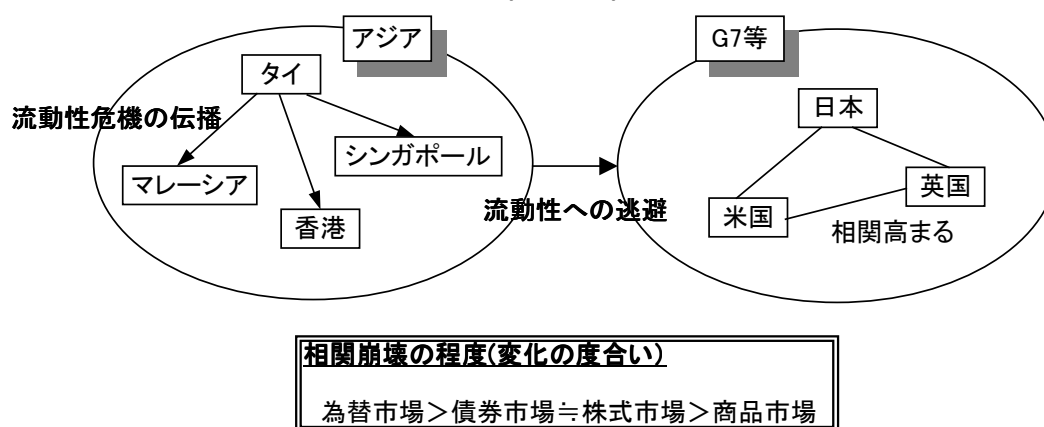 アジア
G7等
タイ
日本
流動性危機の伝播
シンガポール
マレーシア
英国
流動性への逃避
米国
香港
相関高まる
相関崩壊の程度(変化の度合い)
為替市場>債券市場≒株式市場>商品市場